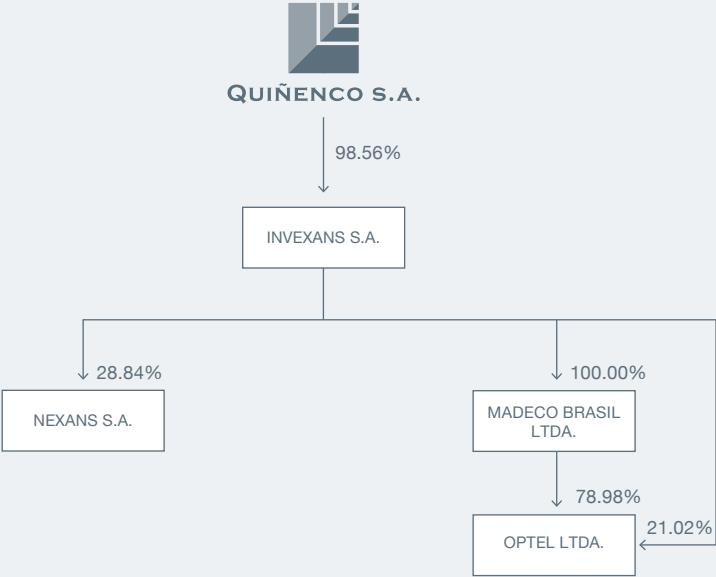 QUIÑENCO S.A.
98.56%
INVEXANS S.A.
28.84%
100.00%
NEXANS S.A.
MADECO BRASIL
LTDA.
78.98%
21.02%
OPTEL LTDA.